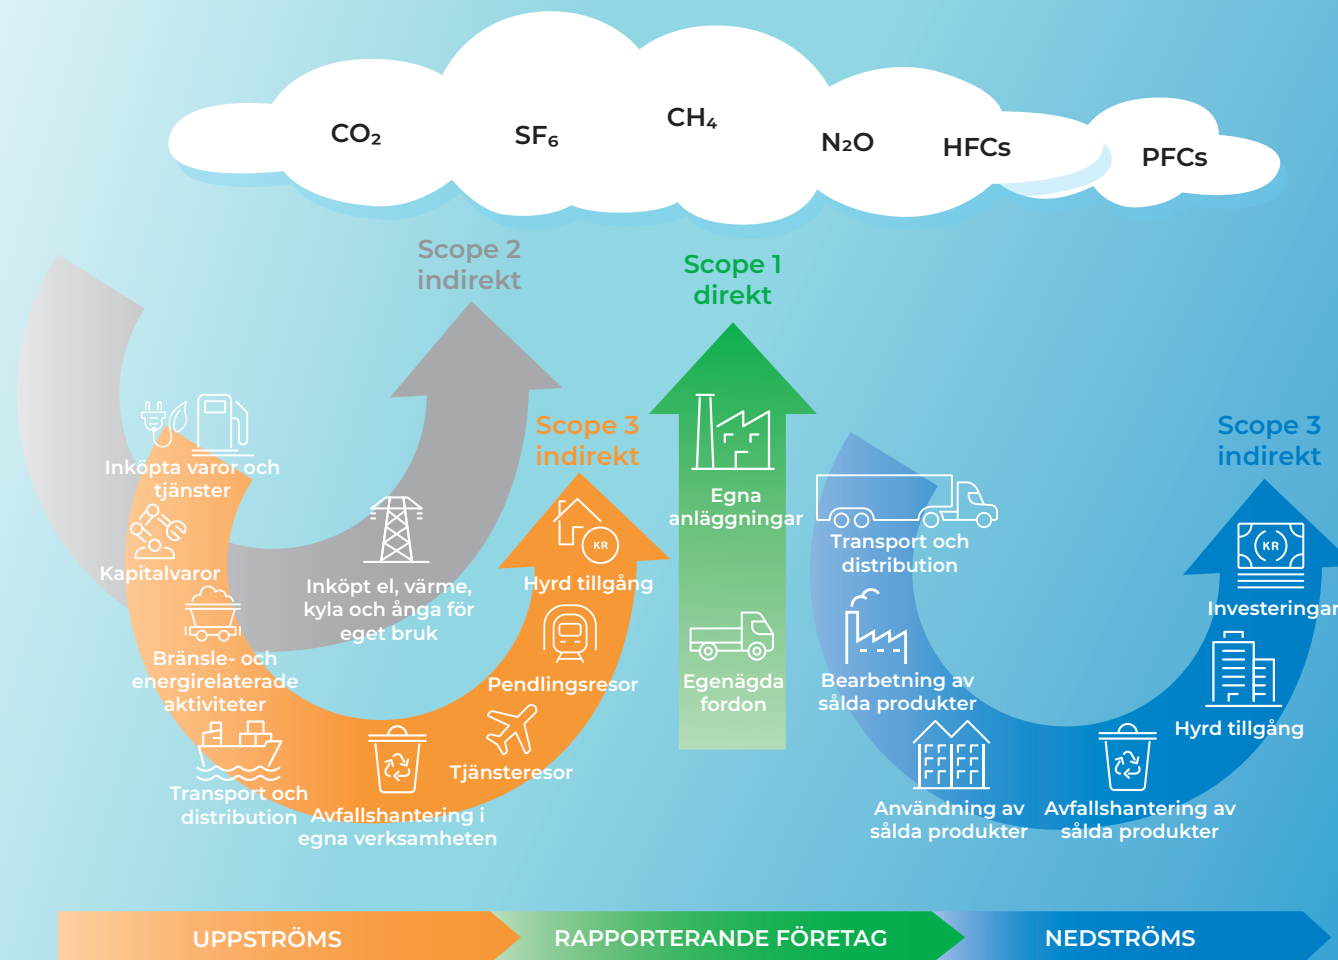 CO₂
SF₆
CH₄
N₂O
HFCs
PFCs
Scope 2
indirekt
Inköpt el, värme,
kyla och ånga för
eget bruk
Scope 3
indirekt
Inköpta varor och
tjänster
Kapitalvaror
Bränsle- och
energirelaterade
aktiviteter
Transport och
distribution
Avfallshantering i
egna verksamheten
Tjänsteresor
Pendlingsresor
KR
Hyrd tillgång
Scope 1
direkt
Egna
anläggningar
Egenägda
fordon
Scope 3
indirekt
Transport och
distribution
Bearbetning av
sålda produkter
Användning av
sålda produkter
Avfallshantering av
sålda produkter
Hyrd tillgång
KR
Investeringar
UPPSTRÖMS
RAPPORTERANDE FÖRETAG
NEDSTRÖMS